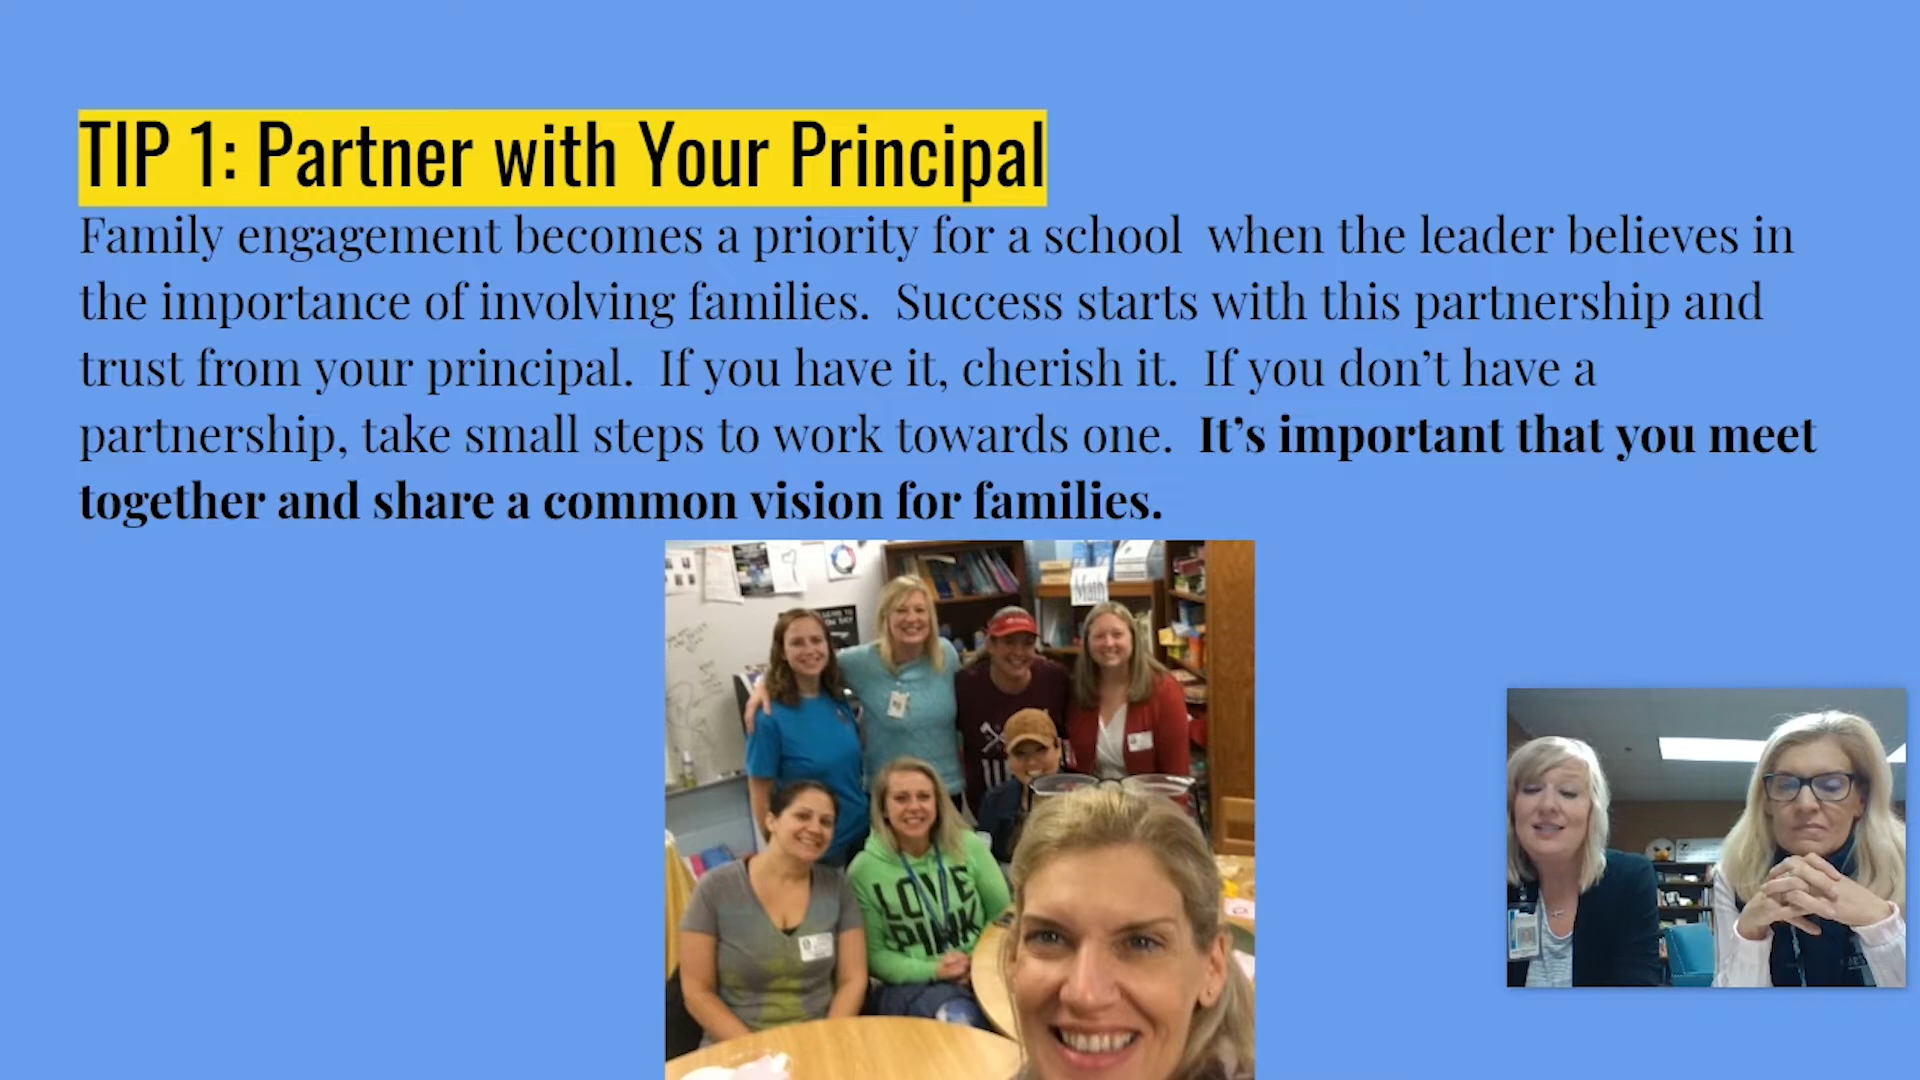 TIP 1: Partner with Your Principal
Family engagement becomes a priority for a school when the leader believes in
the importance of involving families. Success starts with this partnership and
trust from your principal. If you have it, cherish it. If you don’t have a
partnership, take small steps to work towards one. It’s important that you meet
together and share a common vision for families.
Math
LOVE
PINK